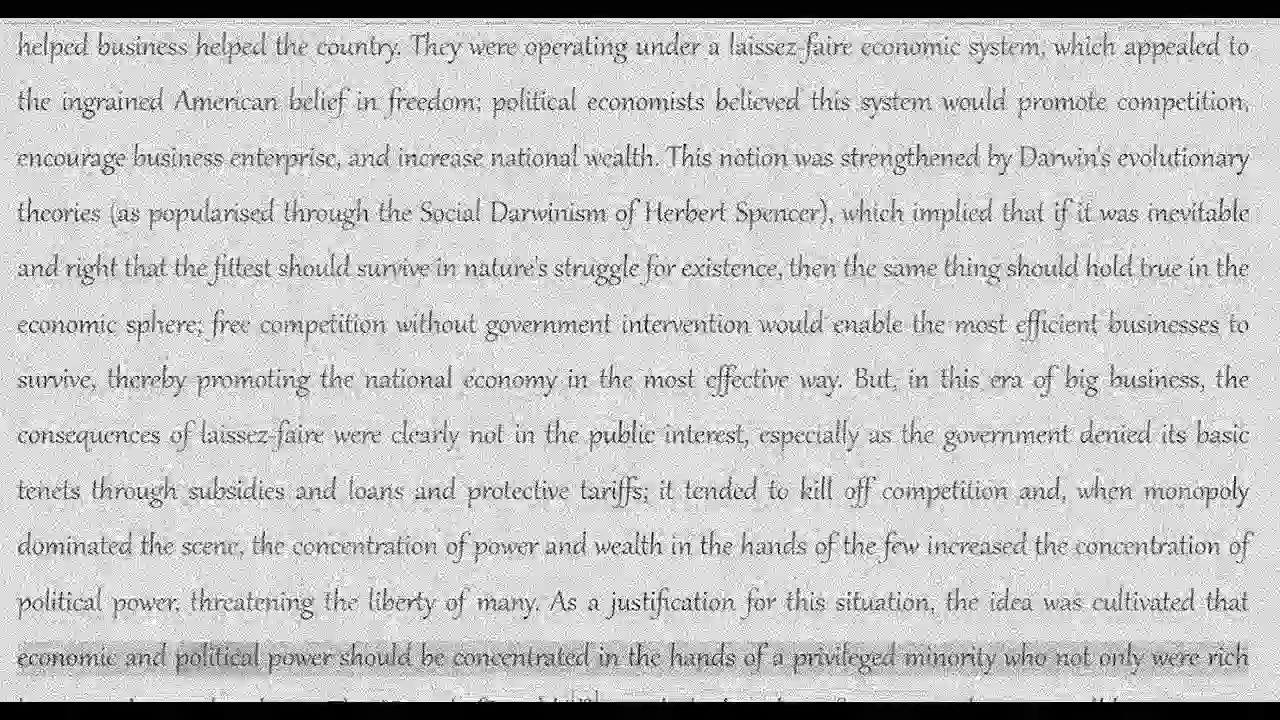 helped business helped the country. They were operating under a laissez-faire economic system, which appealed to
the ingrained American belief in freedom; political economists believed this system would promote competition,
encourage business enterprise, and increase national wealth. This notion was strengthened by Darwin's evolutionary
theories (as popularised through the Social Darwinism of Herbert Spencer), which implied that if it was inevitable
and right that the fittest should survive in nature's struggle for existence, then the same thing should hold true in the
economic sphere; free competition without government intervention would enable the most efficient businesses to
survive, thereby promoting the national economy in the most effective way. But, in this era of big business, the
consequences of laissez-faire were clearly not in the public interest, especially as the government denied its basic
tenets through subsidies and loans and protective tariffs; it tended to kill off competition and, when monopoly
dominated the scene, the concentration of power and wealth in the hands of the few increased the concentration of
political power, threatening the liberty of many. As a justification for this situation, the idea was cultivated that
economic and political power should be concentrated in the hands of a privileged minority who not only were rich